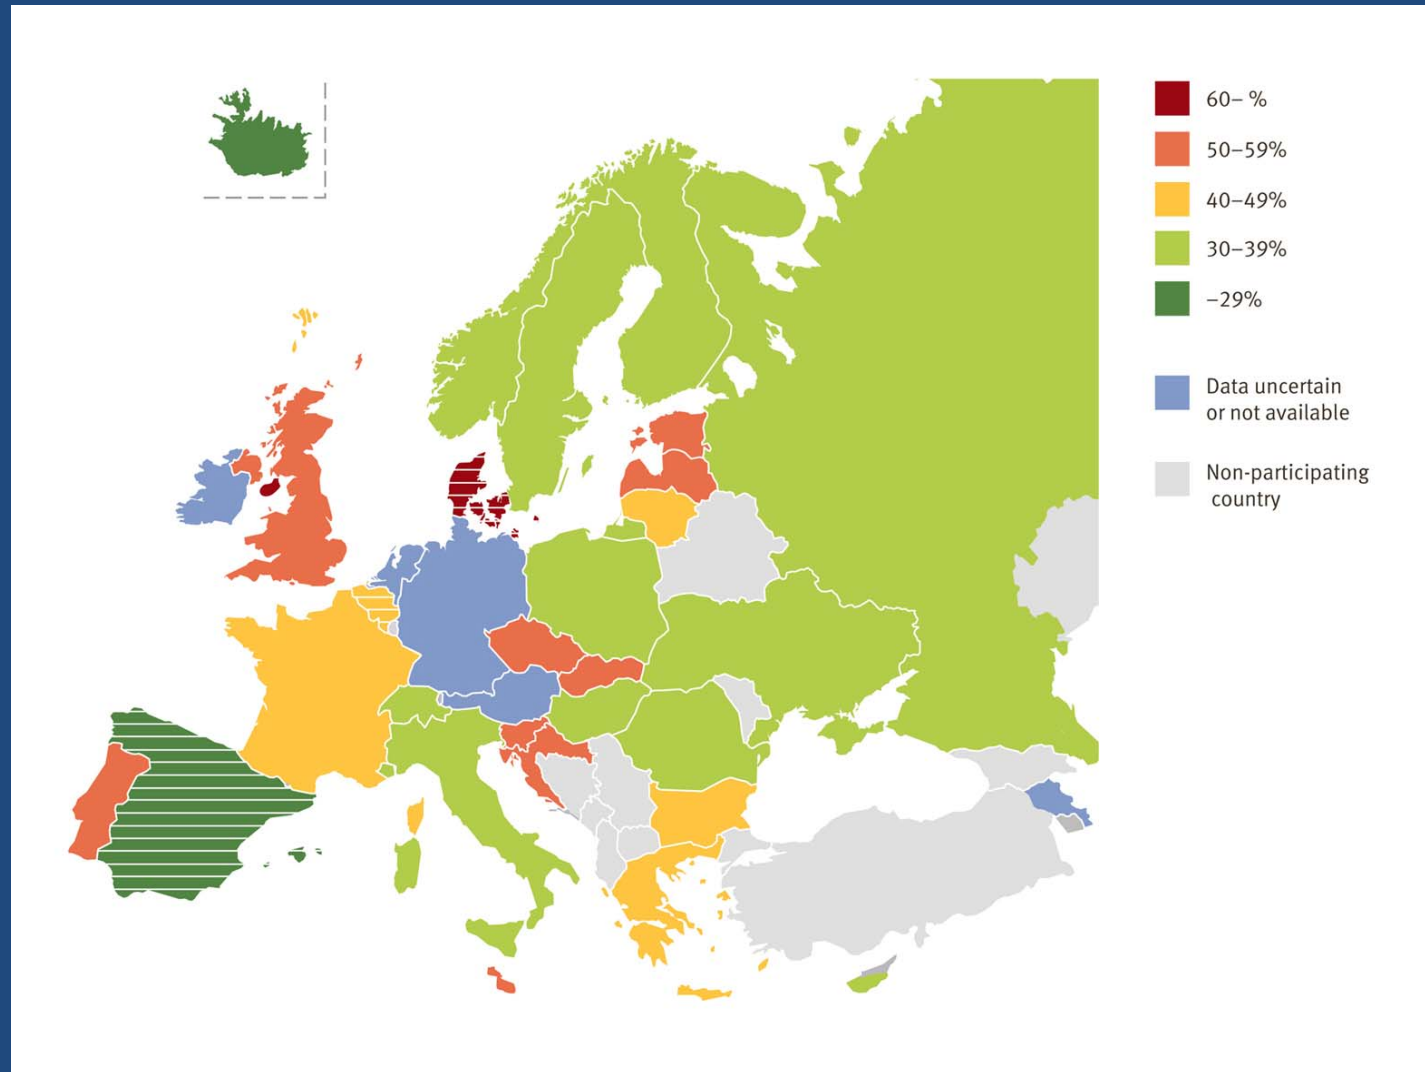 60– %
50–59%
40–49%
30–39%
–29%
Data uncertain
or not available
Non-participating
country